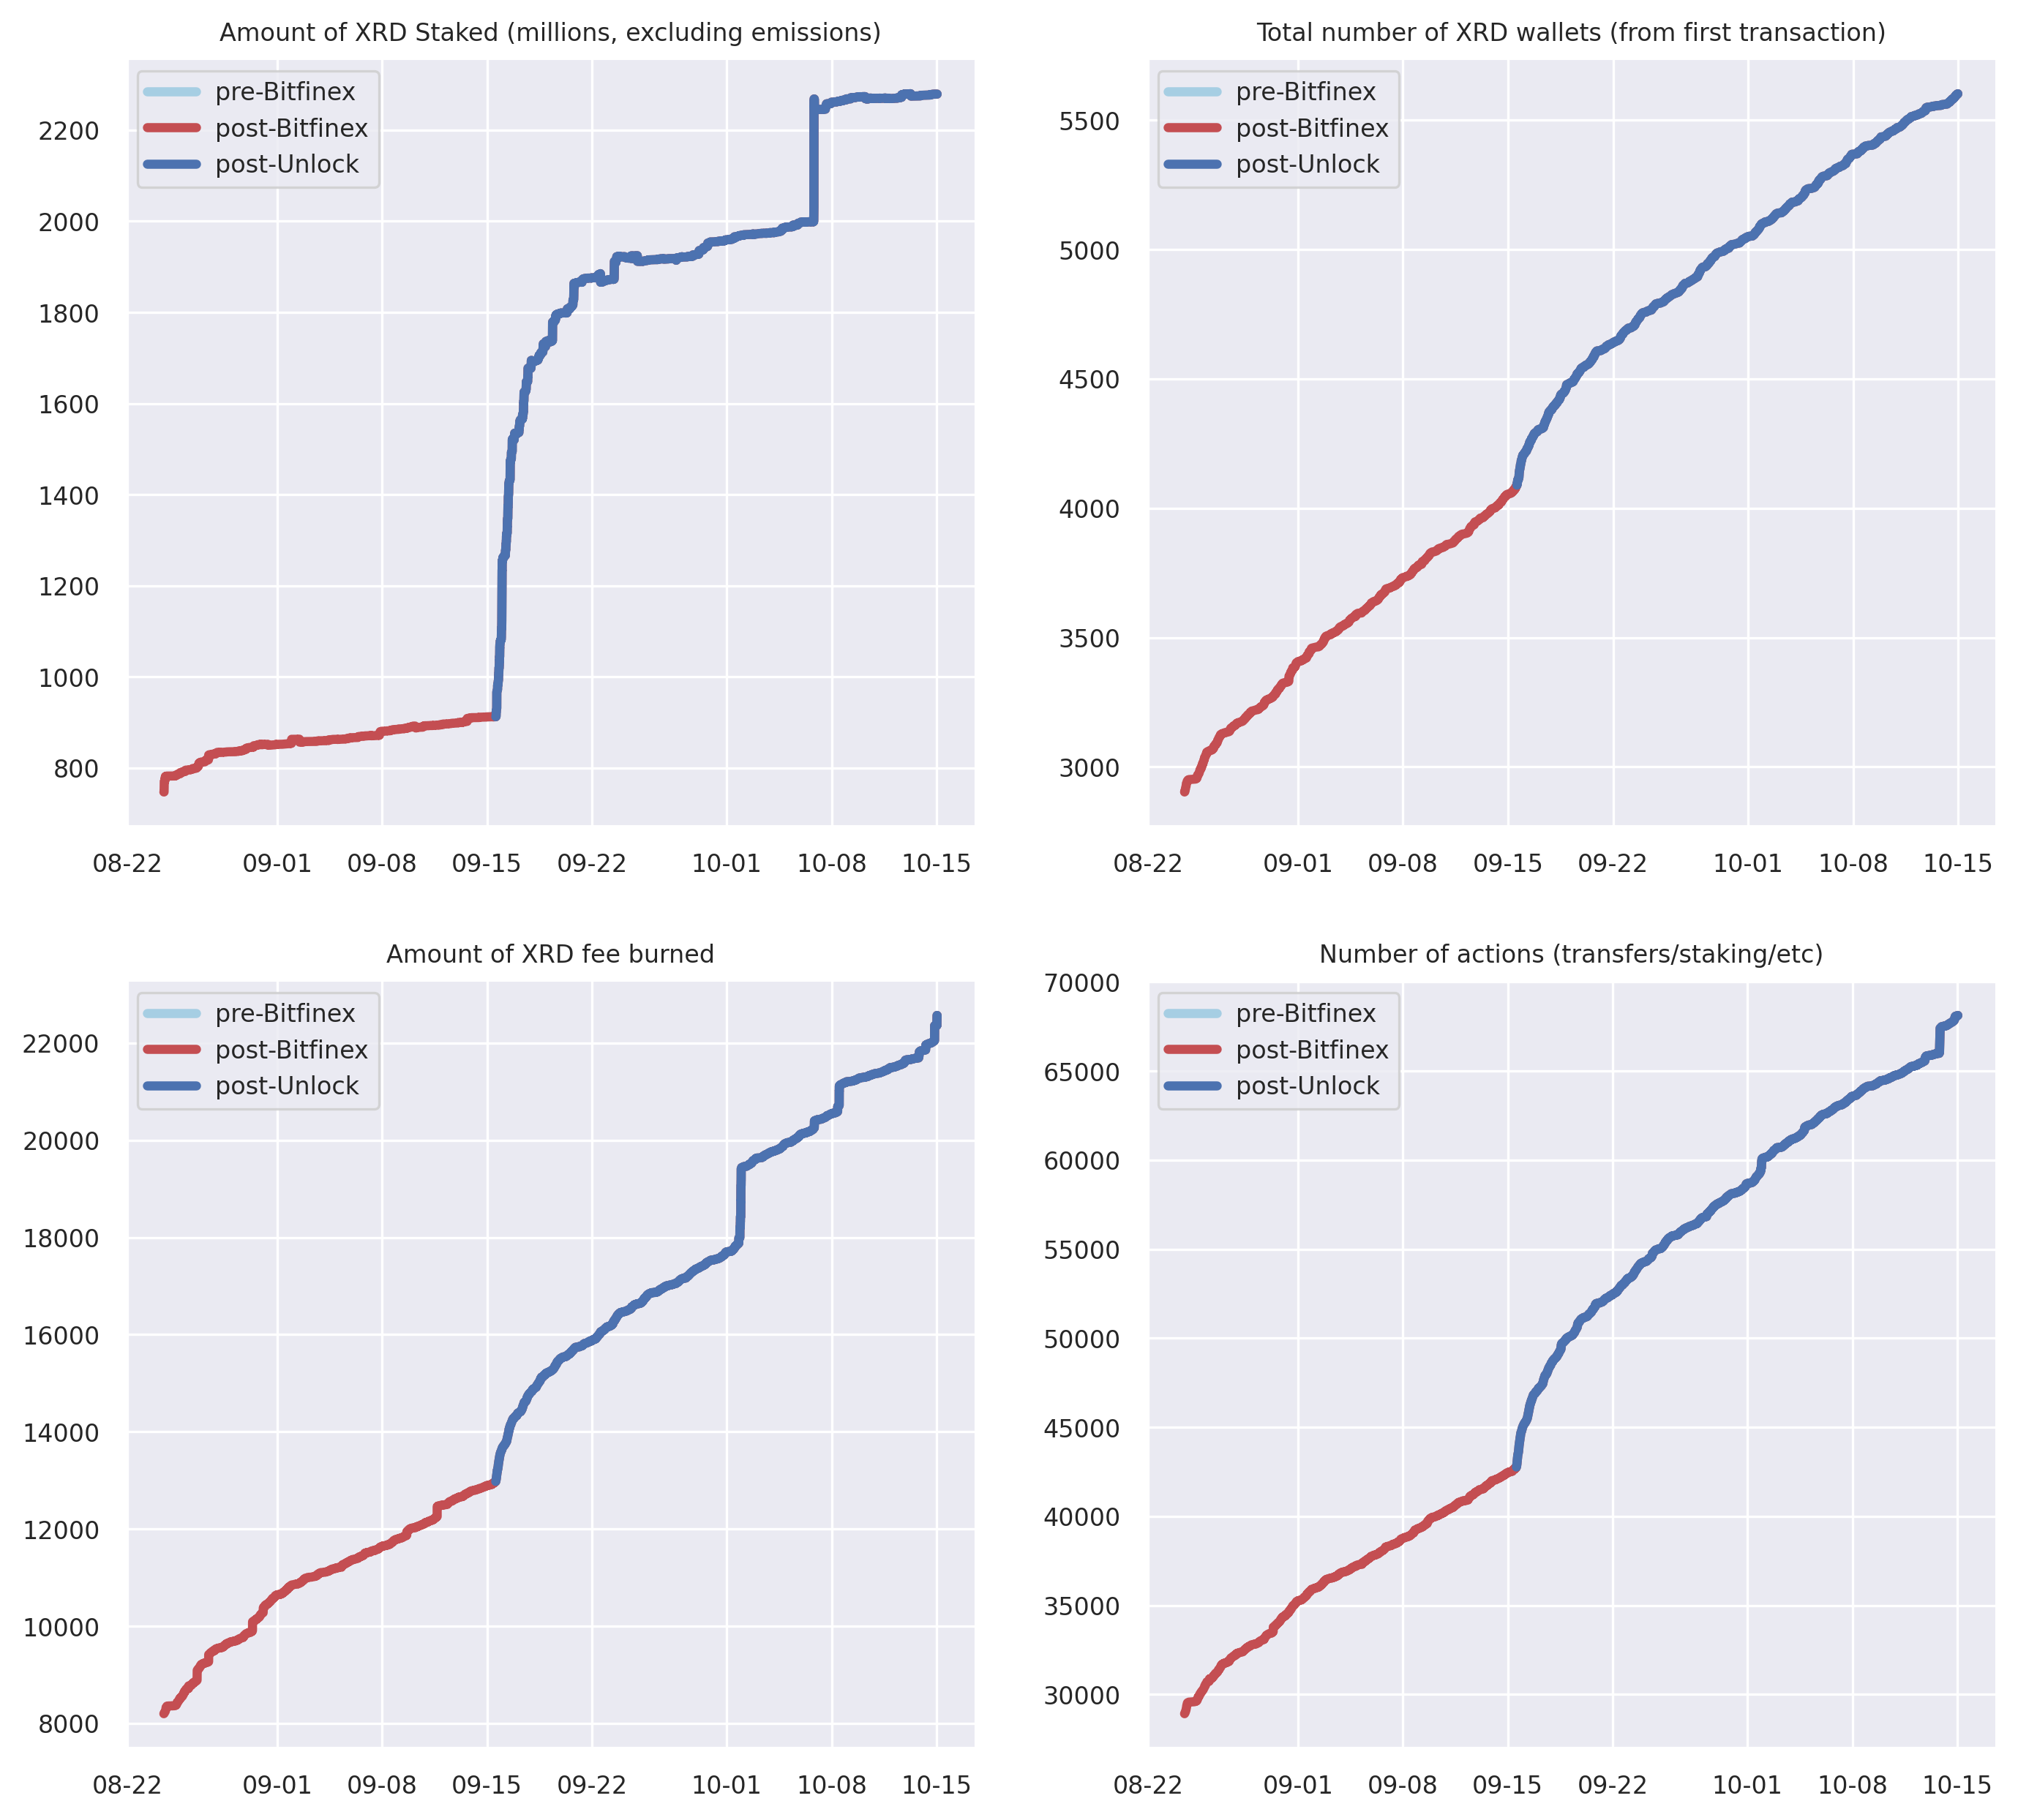 Amount of XRD Staked (millions, excluding emissions)
pre-Bitfinex
post-Bitfinex
post-Unlock
2200
2000
1800
1600
1400
1200
1000
800
08-22 09-01 09-08 09-15 09-22 10-01 10-08 10-15
Total number of XRD wallets (from first transaction)
pre-Bitfinex
post-Bitfinex
post-Unlock
5500
5000
4500
4000
3500
3000
08-22 09-01 09-08 09-15 09-22 10-01 10-08 10-15
Amount of XRD fee burned
pre-Bitfinex
post-Bitfinex
post-Unlock
22000
20000
18000
16000
14000
12000
10000
8000
08-22 09-01 09-08 09-15 09-22 10-01 10-08 10-15
Number of actions (transfers/staking/etc)
70000
pre-Bitfinex
post-Bitfinex
post-Unlock
65000
60000
55000
50000
45000
40000
35000
30000
08-22 09-01 09-08 09-15 09-22 10-01 10-08 10-15